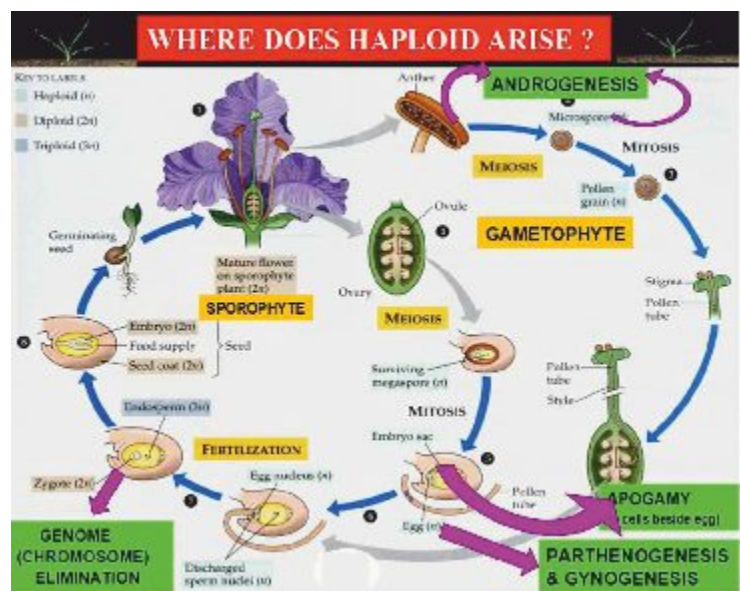 WHERE DOES HAPLOID ARISE ?
KEY TO LABELS
Haploid (n)
Diploid (2n)
Triploid (3n)
Anther
ANDROGENESIS
Microspore (n)
MITOSIS
MEIOSIS
Pollen
grain (n)
Ovule
GAMETOPHYTE
Germinating
seed
Mature flower
on sporophyte
plant (2n)
SPOROPHYTE
Ovary
MEIOSIS
Stigma
Pollen
tube
Embryo (2n)
Food supply
Seed
Seed coat (2n)
Surviving
megaspore (n)
Pollen
tube
Style
Endosperm (3n)
MITOSIS
FERTILIZATION
Embryo sac
Zygote (2n)
Egg nucleus (n)
Pollen
tube
Egg (n)
APOGAMY
cells beside egg)
GENOME
(CHROMOSOME)
ELIMINATION
Discharged
sperm nuclei (n)
PARTHENOGENESIS
& GYNOGENESIS